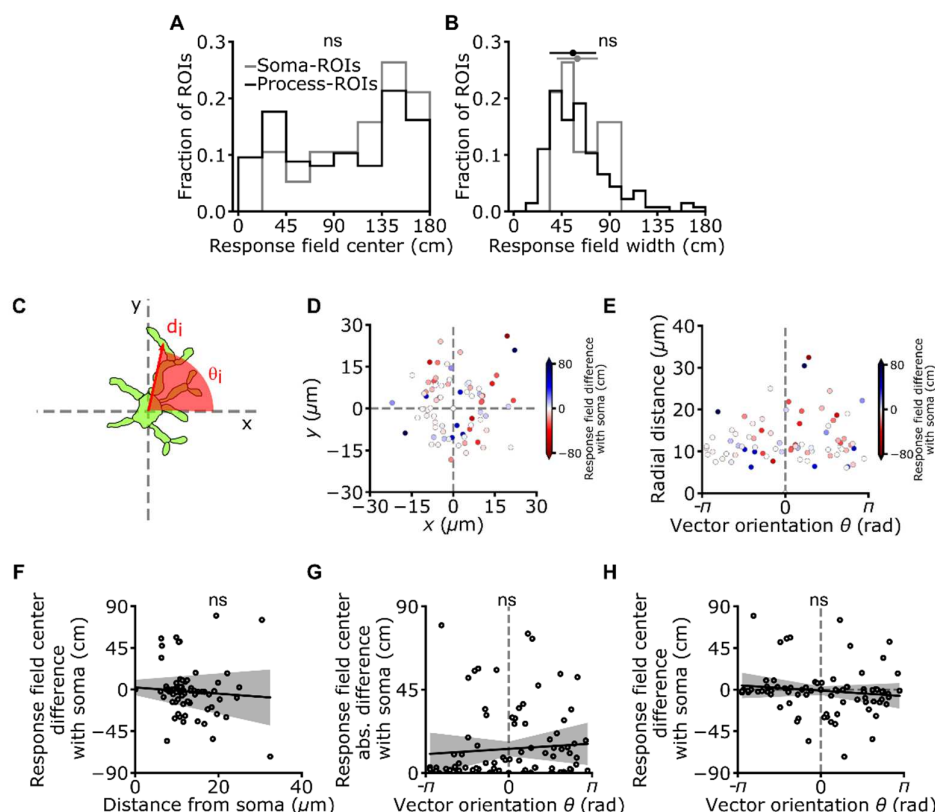 A
B
ns
ns
Soma-ROIs
Process-ROIs
Fraction of ROIs
0.3
0.2
0.1
0.0
0 45 90 135 180
Response field center (cm)
Fraction of ROIs
0.3
0.2
0.1
0.0
0 45 90 135 180
Response field width (cm)
C
D
E
y
di
θi
x
30
15
0
−15
−30
y (µm)
−30 −15 0 15 30
x (µm)
80
0
−80
Response field difference
with soma (cm)
Radial distance (µm)
40
30
20
10
0
-π 0 π
Vector orientation θ (rad)
80
0
−80
Response field difference
with soma (cm)
F
G
H
ns
Response field center
difference
with soma (cm)
90
45
0
−45
−90
0 20 40
Distance from soma (µm)
ns
Response field center
abs. difference
with soma (cm)
90
45
0
-π 0 π
Vector orientation θ (rad)
ns
Response field center
difference
with soma (cm)
90
45
0
−45
−90
-π 0 π
Vector orientation θ (rad)